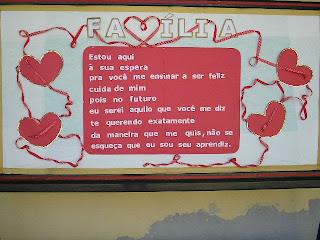 FAMÍLIA
Estou aqui
à sua espera
pra você me ensinar a ser feliz
cuida de mim
pois no futuro
eu serei aquilo que você me diz
te querendo exatamente
da maneira que me quis, não se
esqueça que eu sou seu aprendiz.